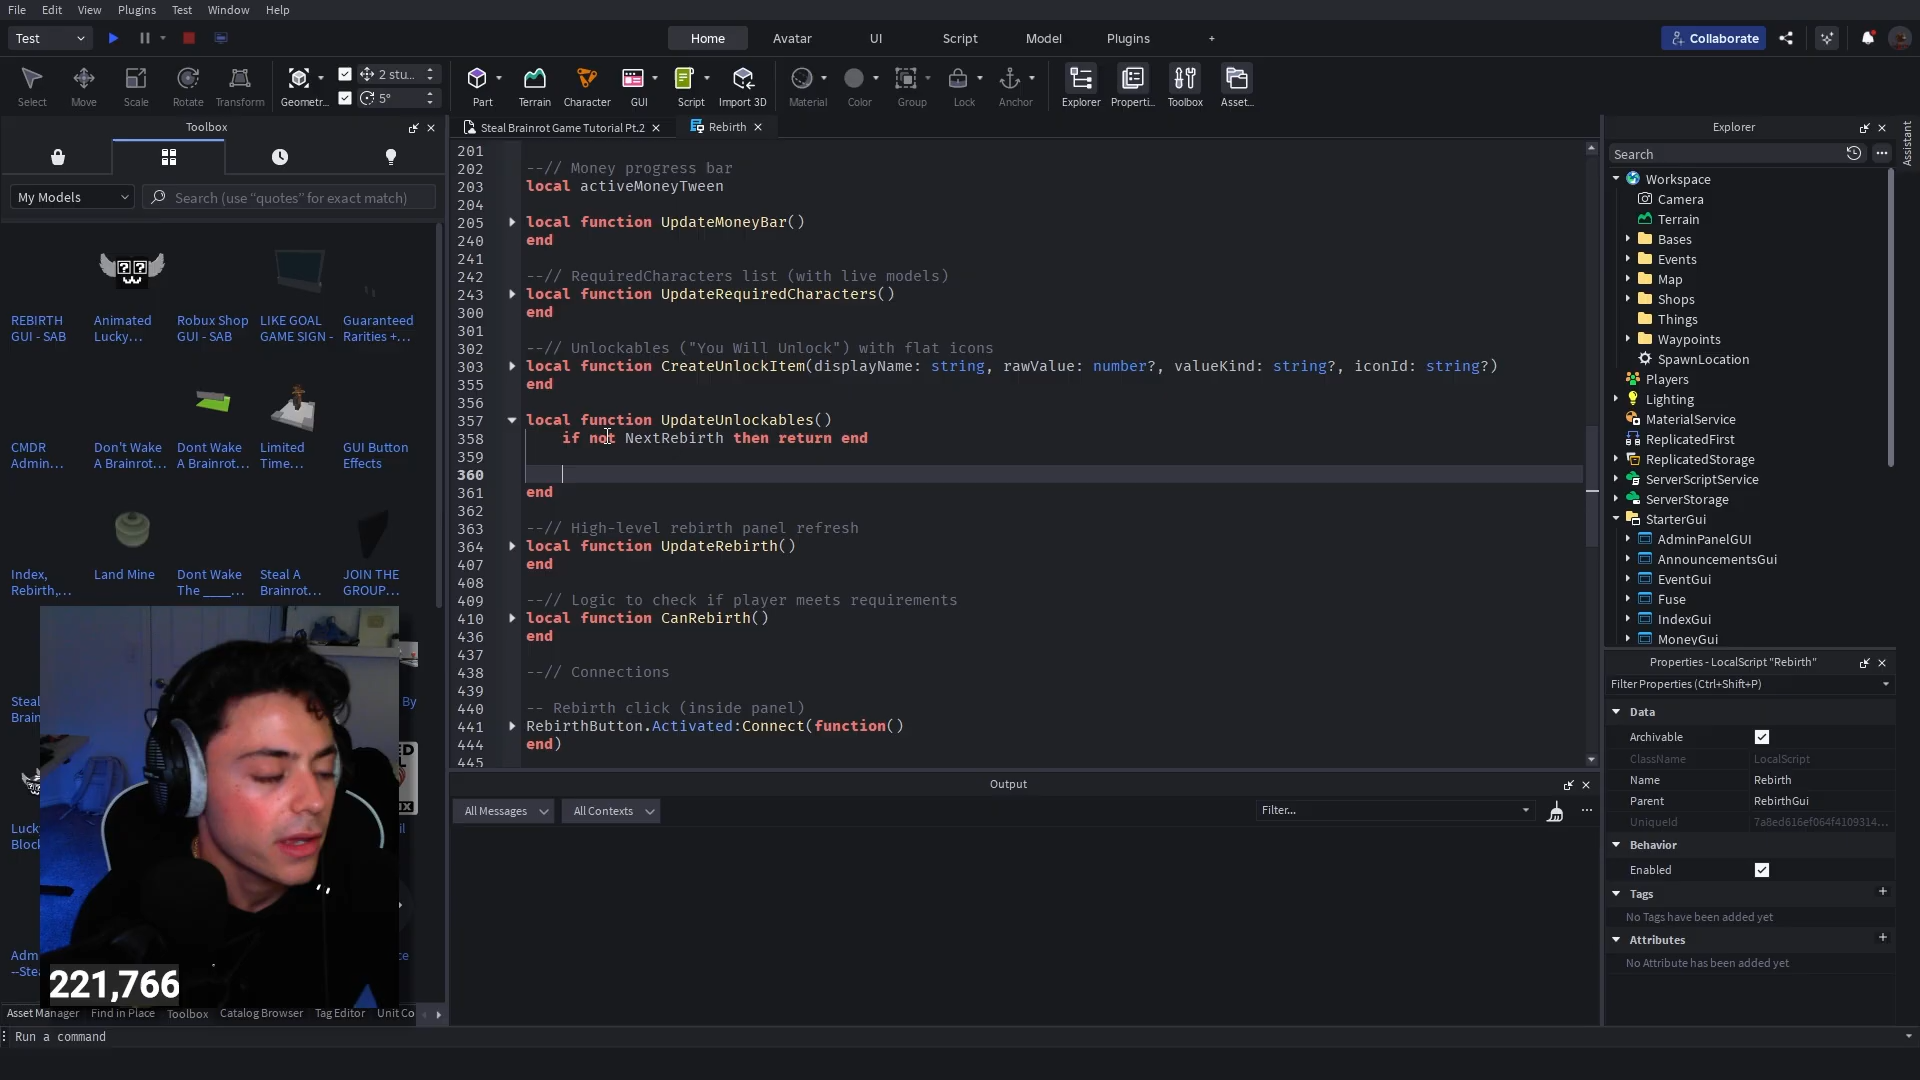 File Edit View Plugins Test Window Help
Test
Home Avatar UI Script Model Plugins +
Collaborate
Select Move Scale Rotate Transform Geometr...
2 stu...
5°
Part Terrain Character GUI Script Import 3D Material Color Group Lock Anchor Explorer Properti... Toolbox Asset...
Toolbox
My Models
Search (use "quotes" for exact match)
REBIRTH GUI - SAB
Animated Lucky...
Robux Shop GUI - SAB
LIKE GOAL GAME SIGN -
Guaranteed Rarities +...
CMDR Admin...
Don't Wake A Brainrot...
Dont Wake A Brainrot...
Limited Time...
GUI Button Effects
Index, Rebirth,...
Land Mine
Dont Wake The ____...
Steal A Brainrot...
JOIN THE GROUP...
221,766
Asset Manager Find in Place Toolbox Catalog Browser Tag Editor Unit Co
Run a command
Steal Brainrot Game Tutorial Pt.2
Rebirth
201
202 --// Money progress bar
203 local activeMoneyTween
204
205 local function UpdateMoneyBar()
240 end
241
242 --// RequiredCharacters list (with live models)
243 local function UpdateRequiredCharacters()
300 end
301
302 --// Unlockables ("You Will Unlock") with flat icons
303 local function CreateUnlockItem(displayName: string, rawValue: number?, valueKind: string?, iconId: string?)
355 end
356
357 local function UpdateUnlockables()
358 if not NextRebirth then return end
359
360
361 end
362
363 --// High-level rebirth panel refresh
364 local function UpdateRebirth()
407 end
408
409 --// Logic to check if player meets requirements
410 local function CanRebirth()
436 end
437
438 --// Connections
439
440 -- Rebirth click (inside panel)
441 RebirthButton.Activated:Connect(function()
444 end)
445
Output
All Messages
All Contexts
Filter...
Explorer
Assistant
Search
Workspace
Camera
Terrain
Bases
Events
Map
Shops
Things
Waypoints
SpawnLocation
Players
Lighting
MaterialService
ReplicatedFirst
ReplicatedStorage
ServerScriptService
ServerStorage
StarterGui
AdminPanelGUI
AnnouncementsGui
EventGui
Fuse
IndexGui
MoneyGui
Properties - LocalScript "Rebirth"
Filter Properties (Ctrl+Shift+P)
Data
Archivable
ClassName LocalScript
Name Rebirth
Parent RebirthGui
UniqueId 7a8ed616ef064f4109314...
Behavior
Enabled
Tags
No Tags have been added yet
Attributes
No Attribute has been added yet